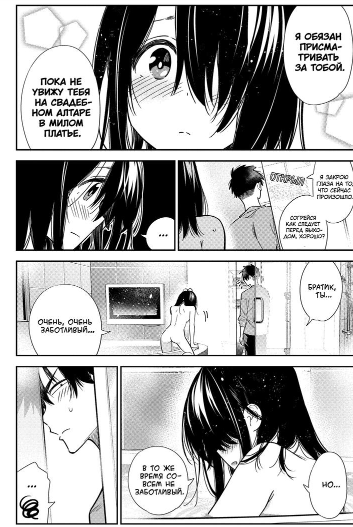 Я ОБЯЗАН
ПРИСМА-
ТРИВАТЬ
ЗА ТОБОЙ.
ПОКА НЕ
УВИЖУ ТЕБЯ
НА СВАДЕБ-
НОМ АЛТАРЕ
В МИЛОМ
ПЛАТЬЕ.
Я ЗАКРОЮ
ГЛАЗА НА ТО,
ЧТО СЕЙЧАС
ПРОИЗОШЛО.
СОГРЕЙСЯ
КАК СЛЕДУЕТ
ПЕРЕД ВЫХО-
ДОМ, ХОРОШО?
...
БРАТИК,
ТЫ...
ОЧЕНЬ, ОЧЕНЬ
ЗАБОТЛИВЫЙ...
НО...
В ТО ЖЕ
ВРЕМЯ СО-
ВСЕМ НЕ
ЗАБОТЛИВЫЙ.
...